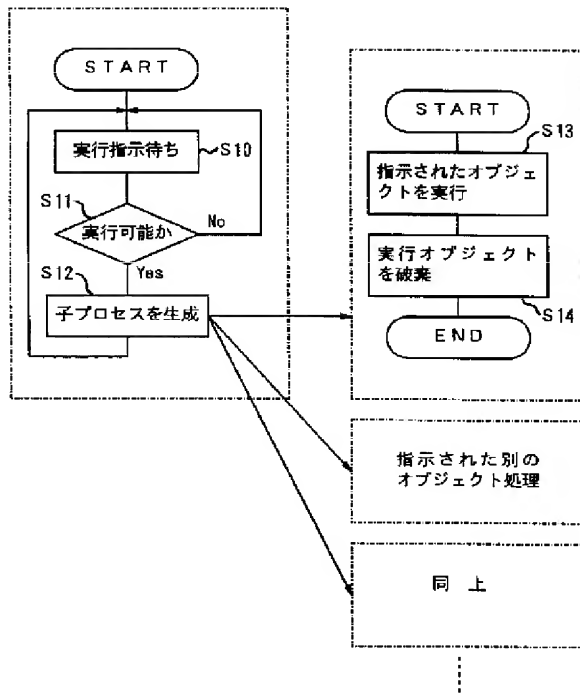 START
実行指示待ち
S10
S11
実行可能か
No
S12
Yes
子プロセスを生成
START
S13
指示されたオブジェ
クトを実行
実行オブジェクト
を破棄
S14
END
指示された別の
オブジェクト処理
同 上